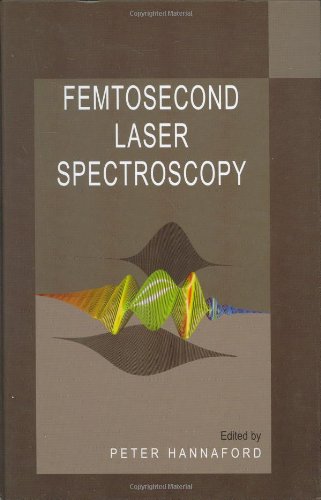 FEMTOSECOND
LASER
SPECTROSCOPY
Edited by
PETER HANNAFORD